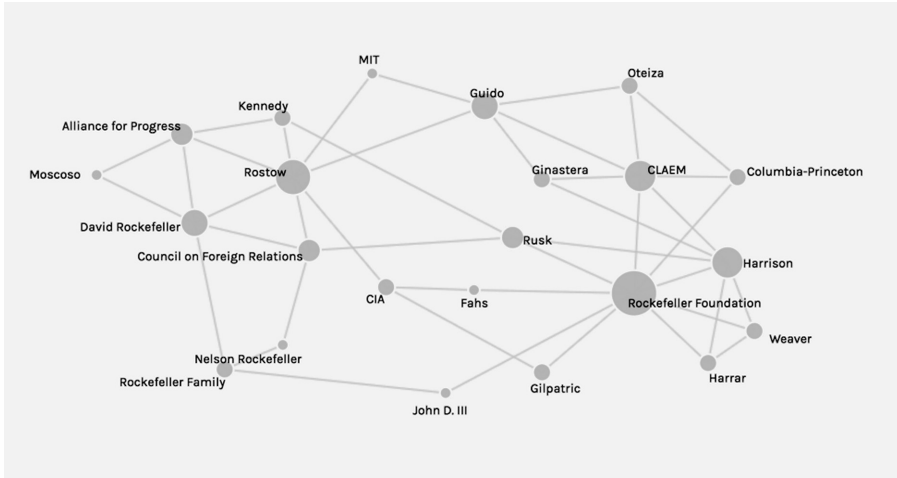 MIT
Oteiza
Guido
Kennedy
Alliance for Progress
Moscoso
Rostow
Ginastera
CLAEM
Columbia-Princeton
David Rockefeller
Council on Foreign Relations
Rusk
Harrison
CIA
Fahs
Rockefeller Foundation
Weaver
Nelson Rockefeller
Rockefeller Family
Harrar
Gilpatric
John D. III